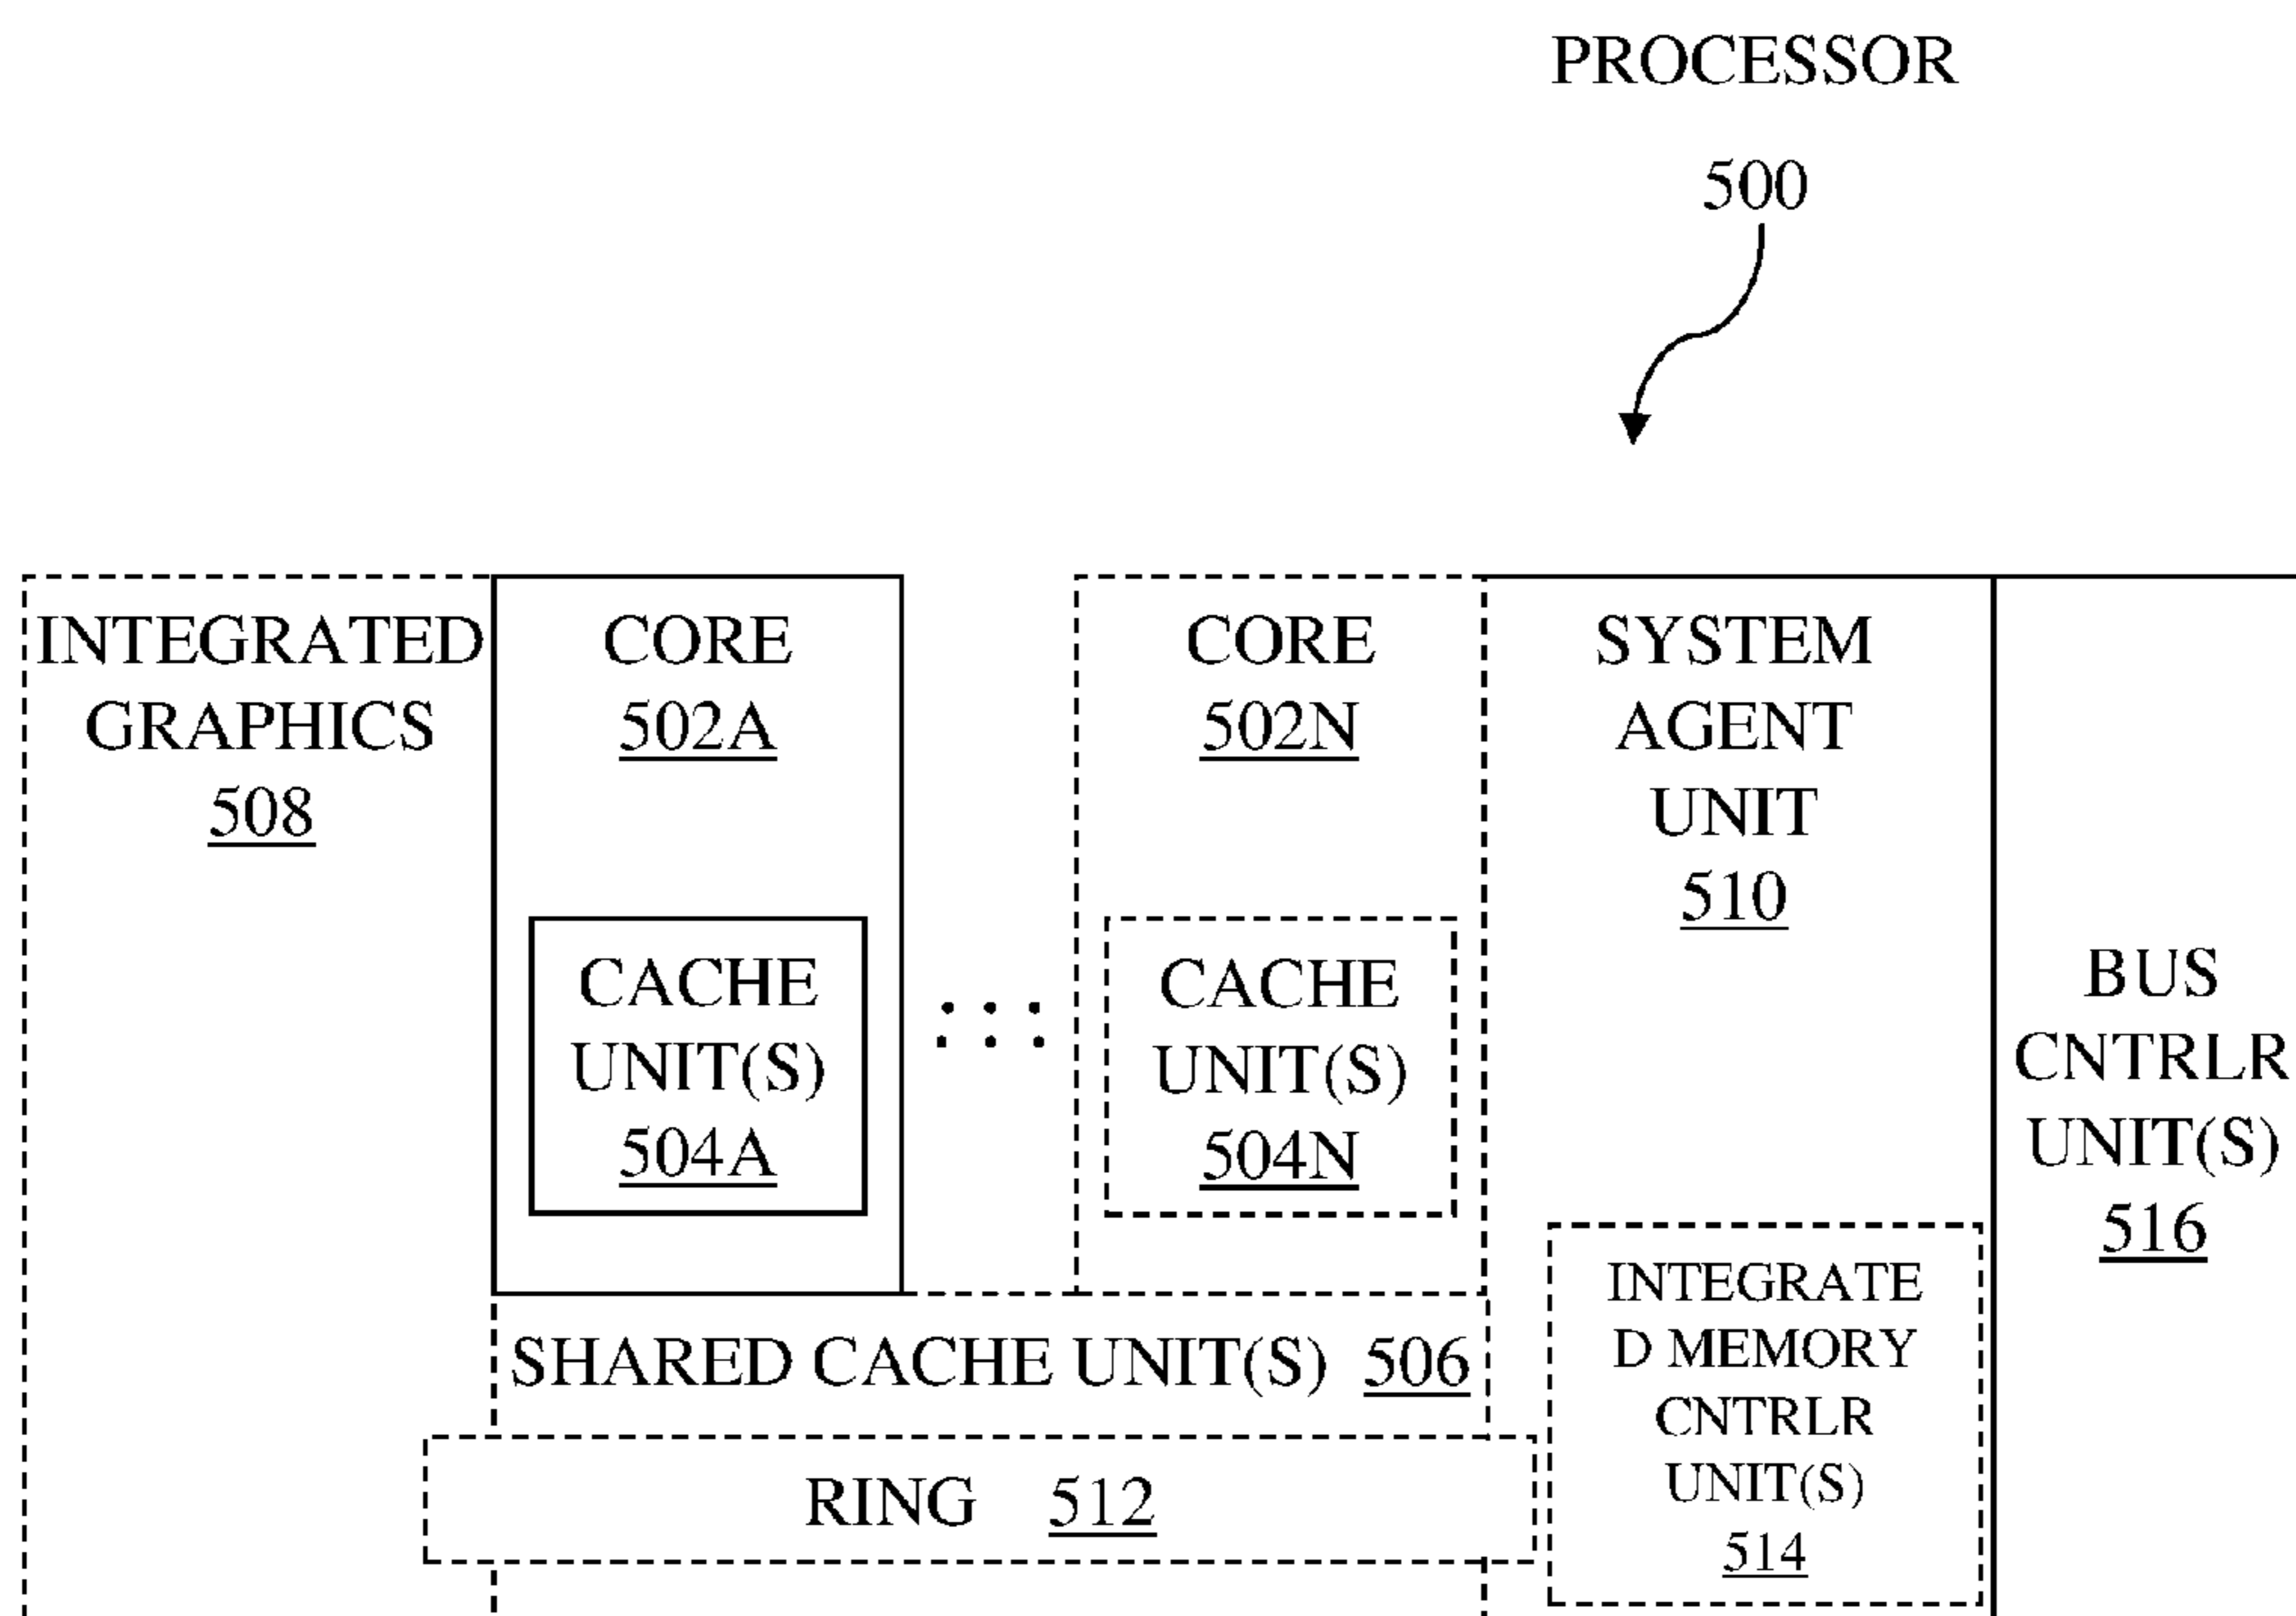 PROCESSOR
500
INTEGRATED
GRAPHICS
508
CORE
502A
CACHE
UNIT(S)
504A
CORE
502N
CACHE
UNIT(S)
504N
SYSTEM
AGENT
UNIT
510
BUS
CNTRLR
UNIT(S)
516
SHARED CACHE UNIT(S) 506
RING 512
INTEGRATE
D MEMORY
CNTRLR
UNIT(S)
514